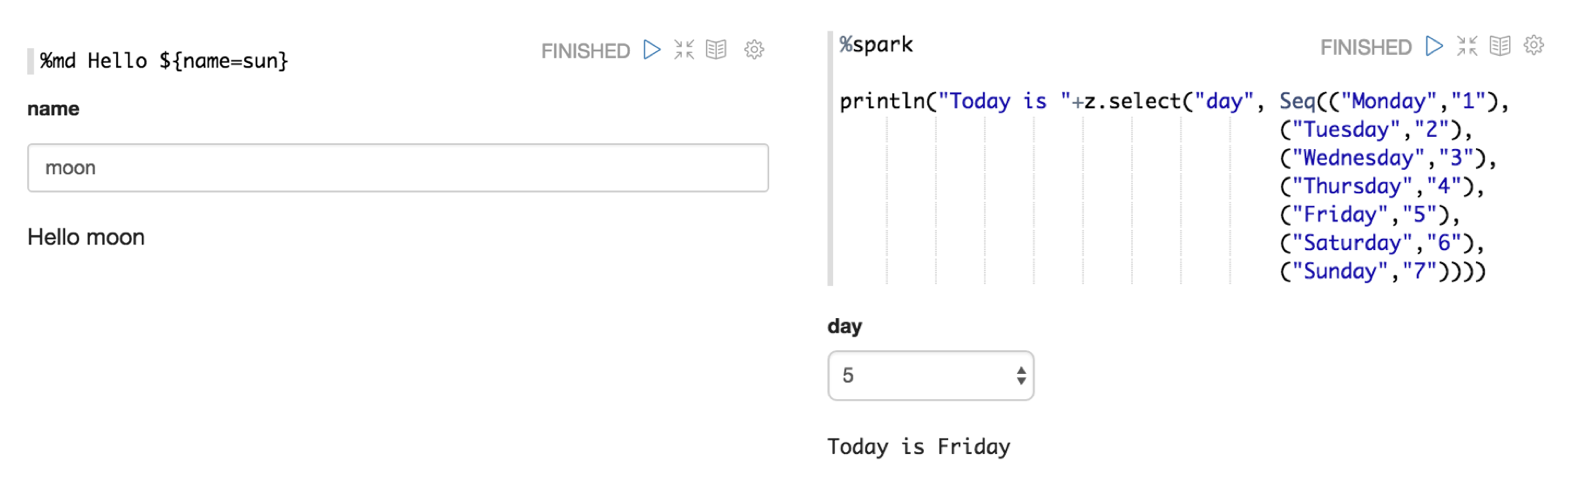 %md Hello ${name=sun}
FINISHED
name
moon
Hello moon
%spark
FINISHED
println("Today is "+z.select("day", Seq(("Monday","1"),
("Tuesday","2"),
("Wednesday","3"),
("Thursday","4"),
("Friday","5"),
("Saturday","6"),
("Sunday","7"))))
day
5
Today is Friday